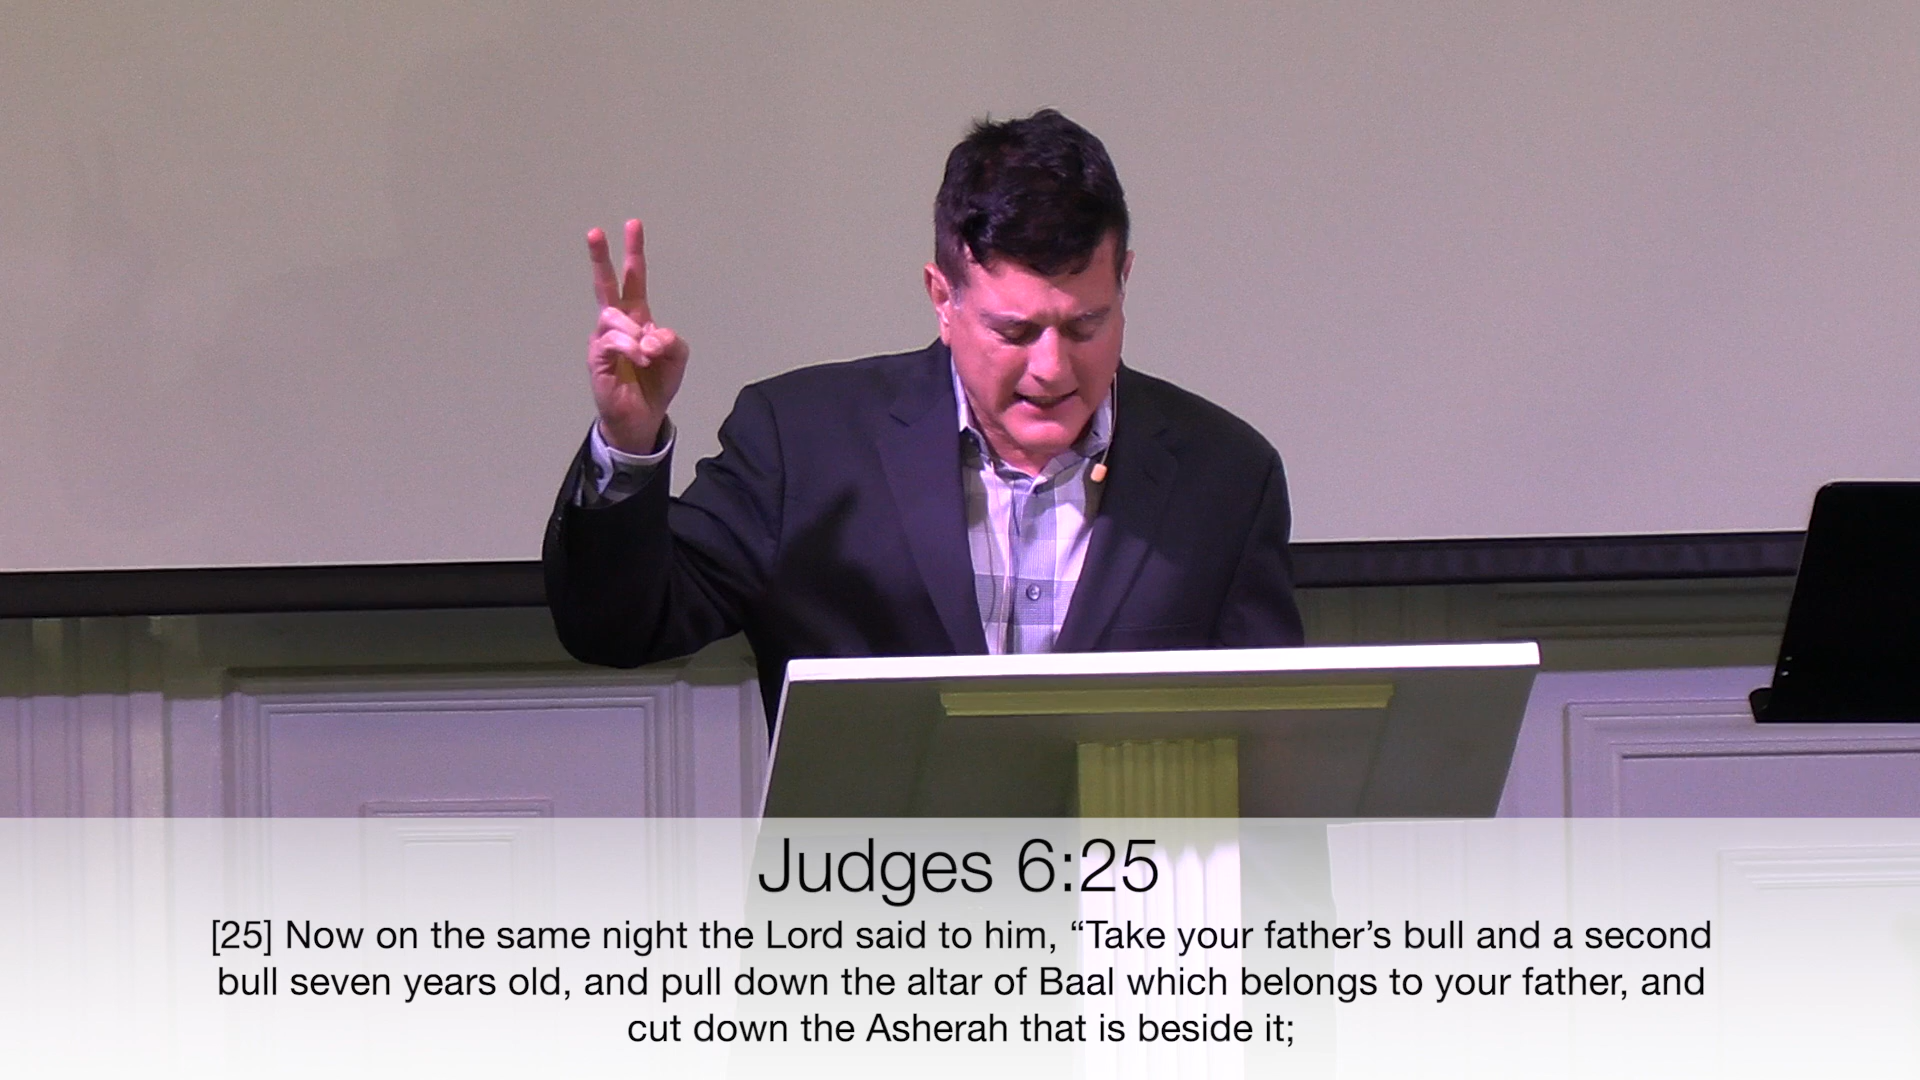 Judges 6:25
[25] Now on the same night the Lord said to him, “Take your father’s bull and a second
bull seven years old, and pull down the altar of Baal which belongs to your father, and
cut down the Asherah that is beside it;